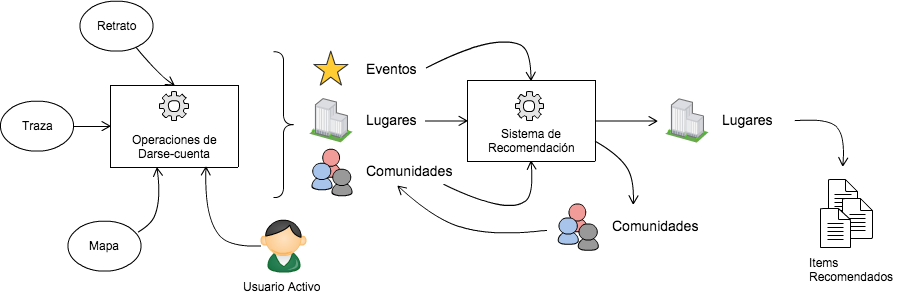 Retrato
Traza
Mapa
Operaciones de
Darse-cuenta
Usuario Activo
Eventos
Lugares
Comunidades
Sistema de
Recomendación
Lugares
Comunidades
Items
Recomendados